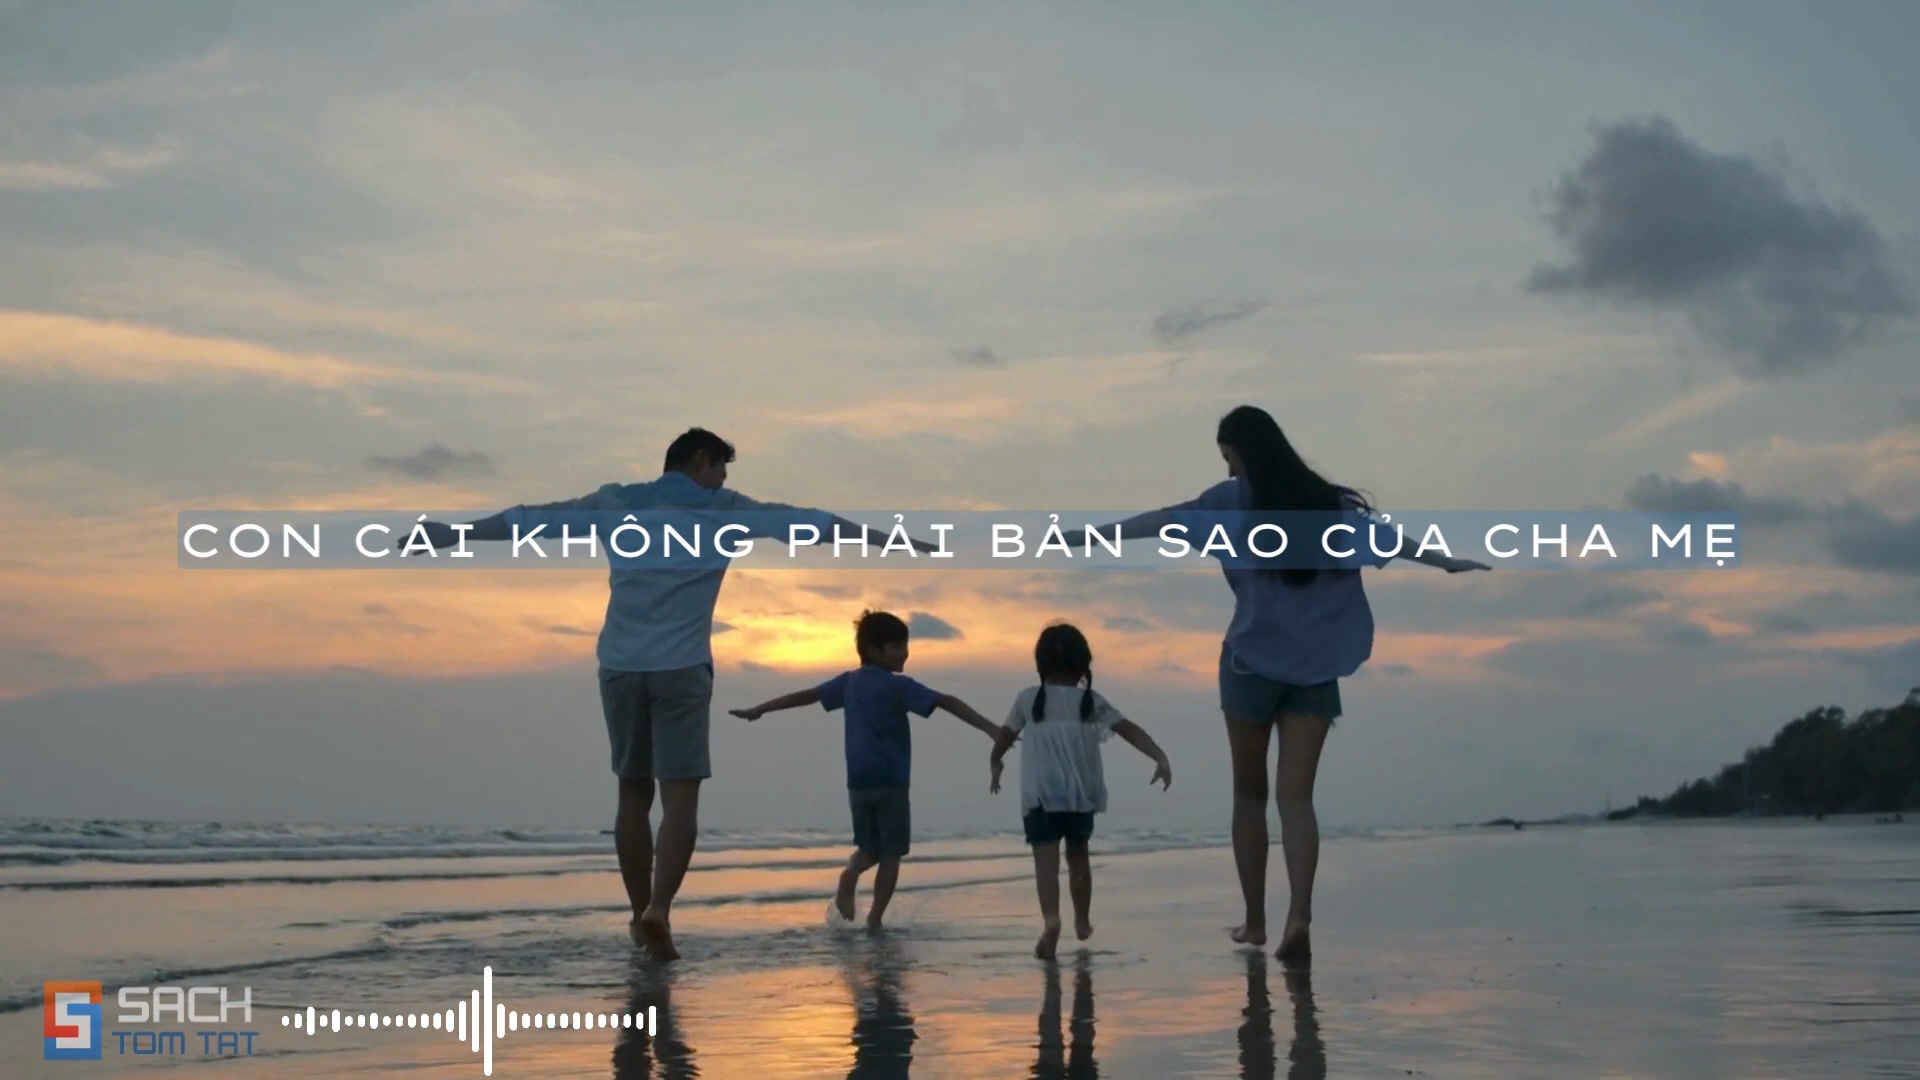 CON CÁI KHÔNG PHẢI BẢN SAO CỦA CHA MẸ
SACH
TOM TAT